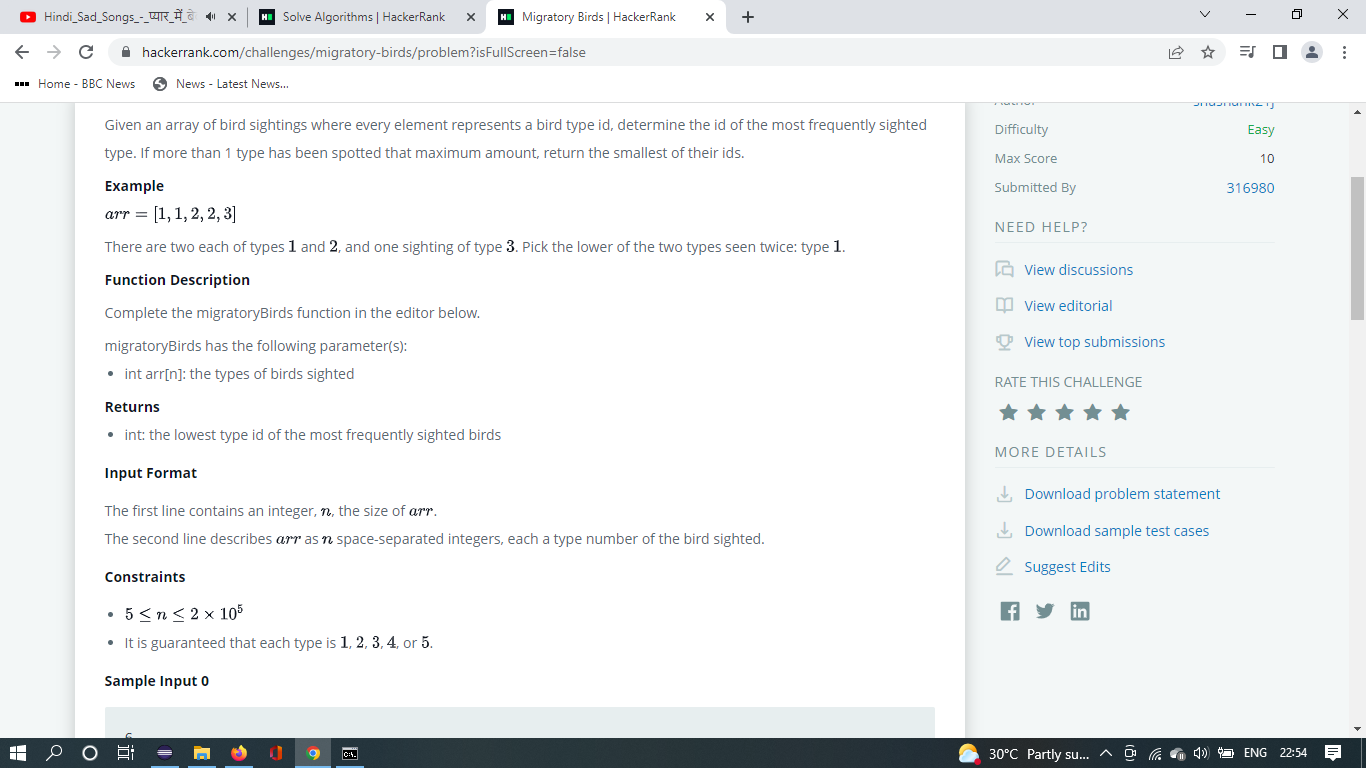 Hindi_Sad_Songs_-_प्यार_में_बे
Solve Algorithms | HackerRank
Migratory Birds | HackerRank
hackerrank.com/challenges/migratory-birds/problem?isFullScreen=false
Home - BBC News
News - Latest News...
Given an array of bird sightings where every element represents a bird type id, determine the id of the most frequently sighted
type. If more than 1 type has been spotted that maximum amount, return the smallest of their ids.
Example
arr = [1, 1, 2, 2, 3]
There are two each of types 1 and 2, and one sighting of type 3. Pick the lower of the two types seen twice: type 1.
Function Description
Complete the migratoryBirds function in the editor below.
migratoryBirds has the following parameter(s):
• int arr[n]: the types of birds sighted
Returns
• int: the lowest type id of the most frequently sighted birds
Input Format
The first line contains an integer, n, the size of arr.
The second line describes arr as n space-separated integers, each a type number of the bird sighted.
Constraints
• 5 ≤ n ≤ 2 × 10⁵
• It is guaranteed that each type is 1, 2, 3, 4, or 5.
Sample Input 0
Author
Difficulty Easy
Max Score 10
Submitted By 316980
NEED HELP?
View discussions
View editorial
View top submissions
RATE THIS CHALLENGE
MORE DETAILS
Download problem statement
Download sample test cases
Suggest Edits
30°C Partly su... ENG 22:54